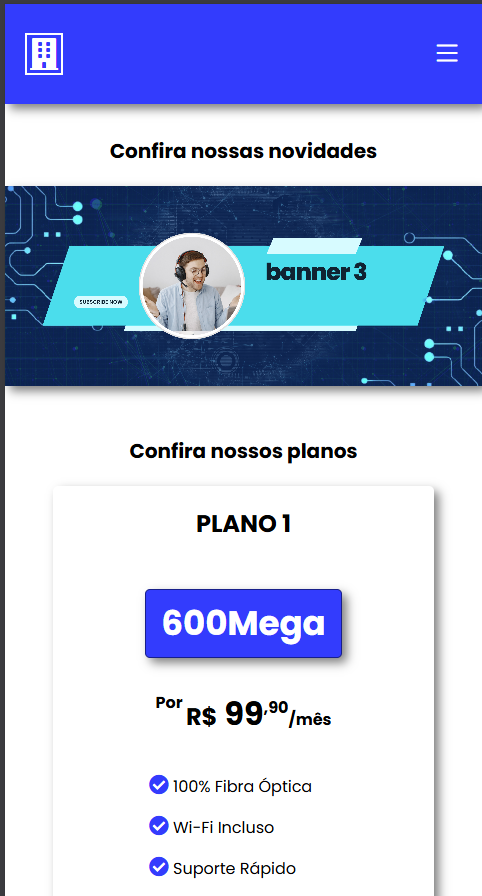 Confira nossas novidades
banner 3
SUBSCRIBE NOW
Confira nossos planos
PLANO 1
600Mega
Por R$ 99,90/mês
100% Fibra Óptica
Wi-Fi Incluso
Suporte Rápido